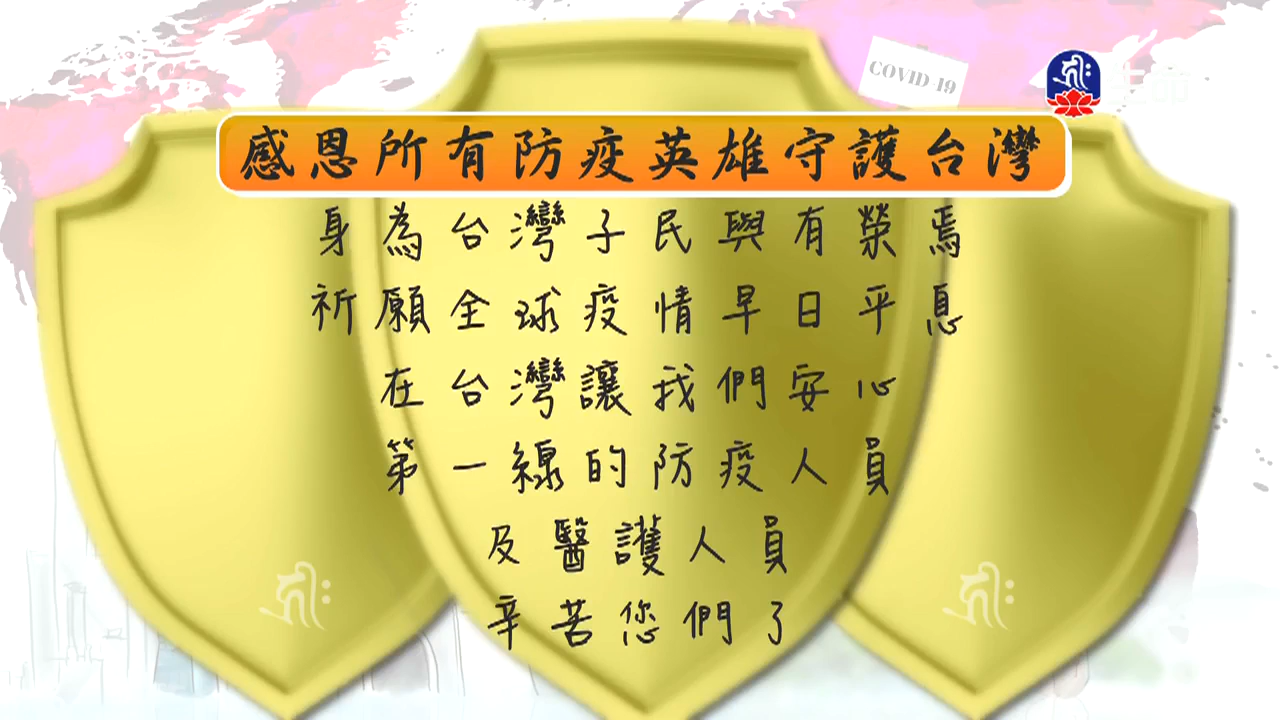 COVID-19
生命
感恩所有防疫英雄守護台灣
身為台灣子民與有榮焉
祈願全球疫情早日平息
在台灣讓我們安心
第一線的防疫人員
及醫護人員
辛苦您們了